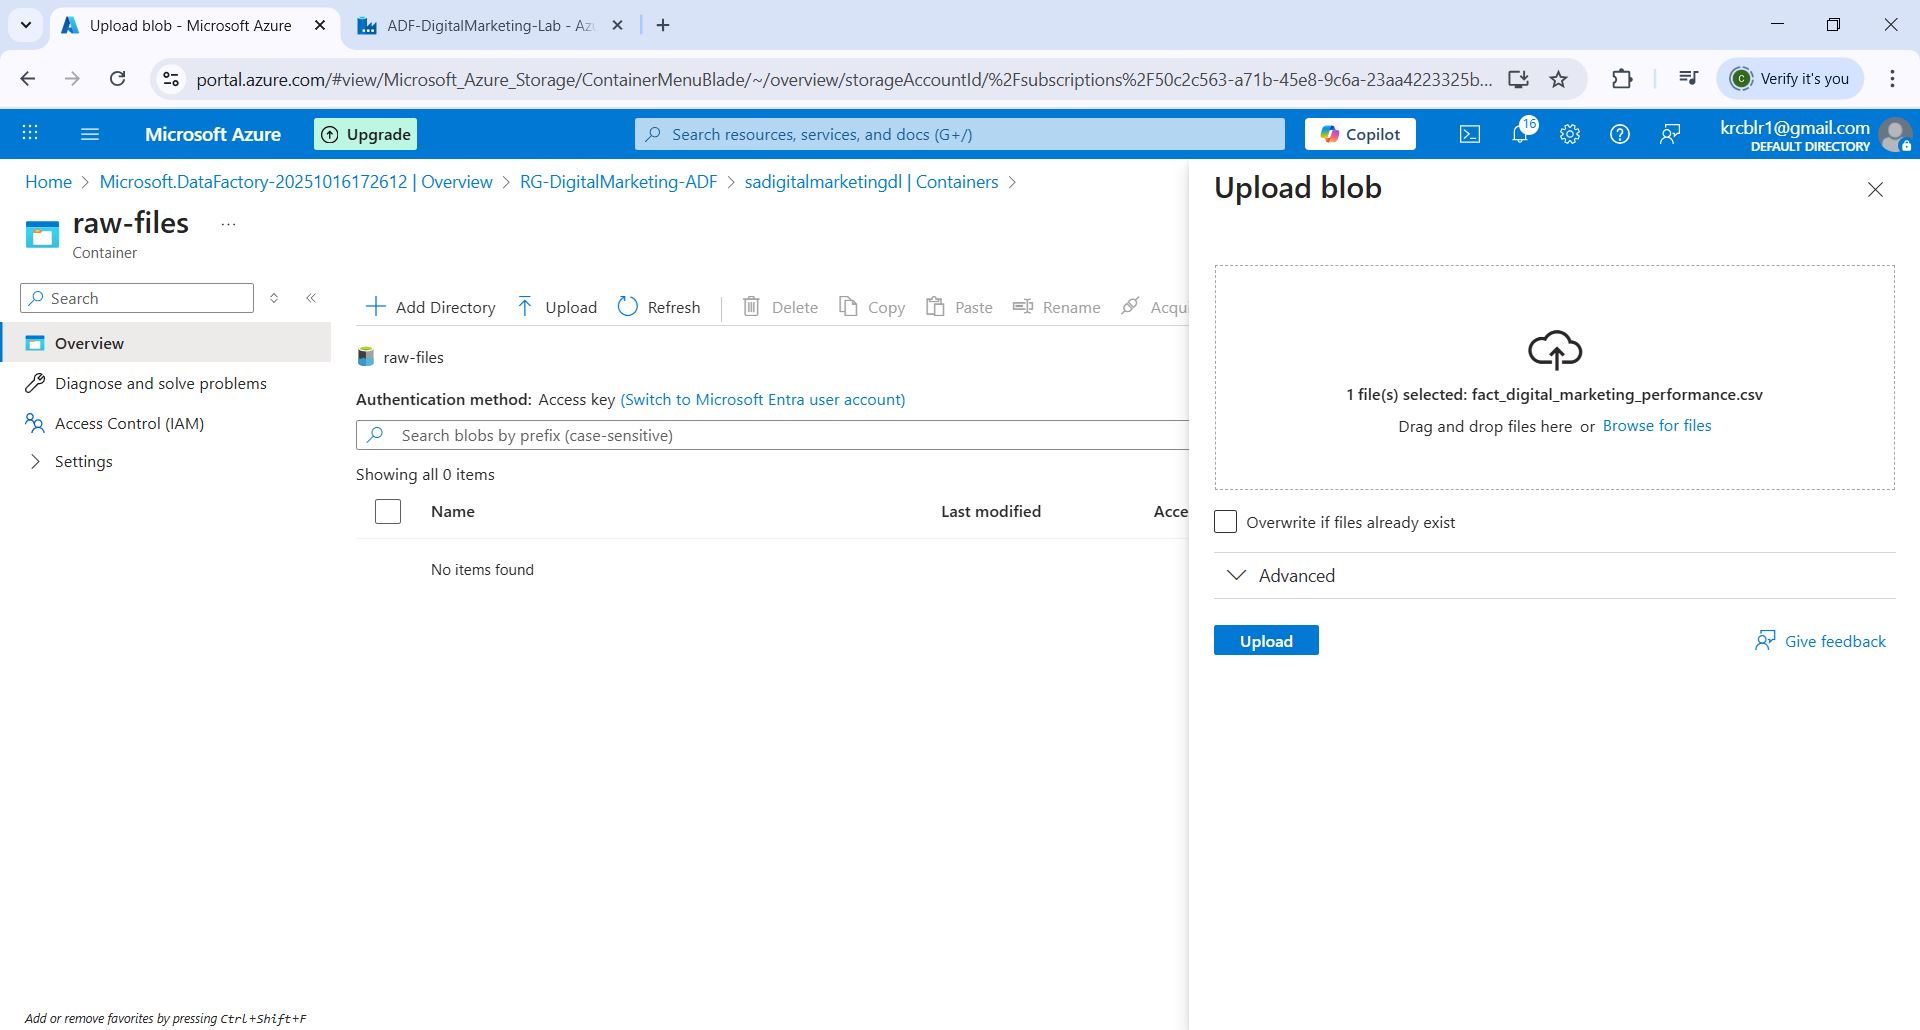 Upload blob - Microsoft Azure
ADF-DigitalMarketing-Lab - Az
portal.azure.com/#view/Microsoft_Azure_Storage/ContainerMenuBlade/~/overview/storageAccountId/%2Fsubscriptions%2F50c2c563-a71b-45e8-9c6a-23aa4223325b...
C
Verify it's you
Microsoft Azure
Upgrade
Search resources, services, and docs (G+/)
Copilot
16
krcblr1@gmail.com
DEFAULT DIRECTORY
Home > Microsoft.DataFactory-20251016172612 | Overview > RG-DigitalMarketing-ADF > sadigitalmarketingdl | Containers >
raw-files ...
Container
Search
Overview
Diagnose and solve problems
Access Control (IAM)
Settings
Add Directory Upload Refresh Delete Copy Paste Rename Acqu
raw-files
Authentication method: Access key (Switch to Microsoft Entra user account)
Search blobs by prefix (case-sensitive)
Showing all 0 items
Name Last modified Acce
No items found
Upload blob
1 file(s) selected: fact_digital_marketing_performance.csv
Drag and drop files here or Browse for files
Overwrite if files already exist
Advanced
Upload
Give feedback
Add or remove favorites by pressing Ctrl+Shift+F